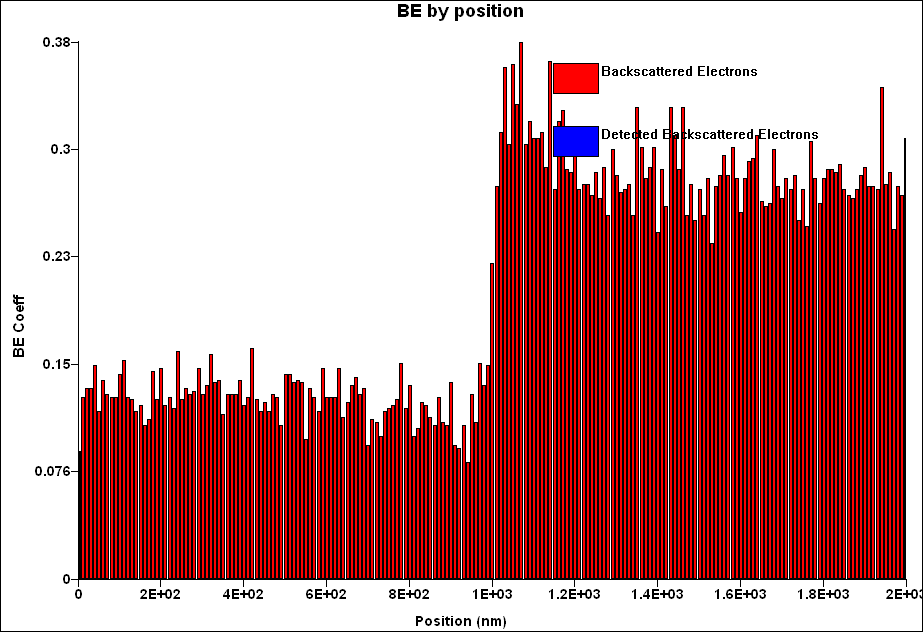 BE by position
0.38
Backscattered Electrons
Detected Backscattered Electrons
0.3
0.23
BE Coeff
0.15
0.076
0
0 2E+02 4E+02 6E+02 8E+02 1E+03 1.2E+03 1.4E+03 1.6E+03 1.8E+03 2E+03
Position (nm)